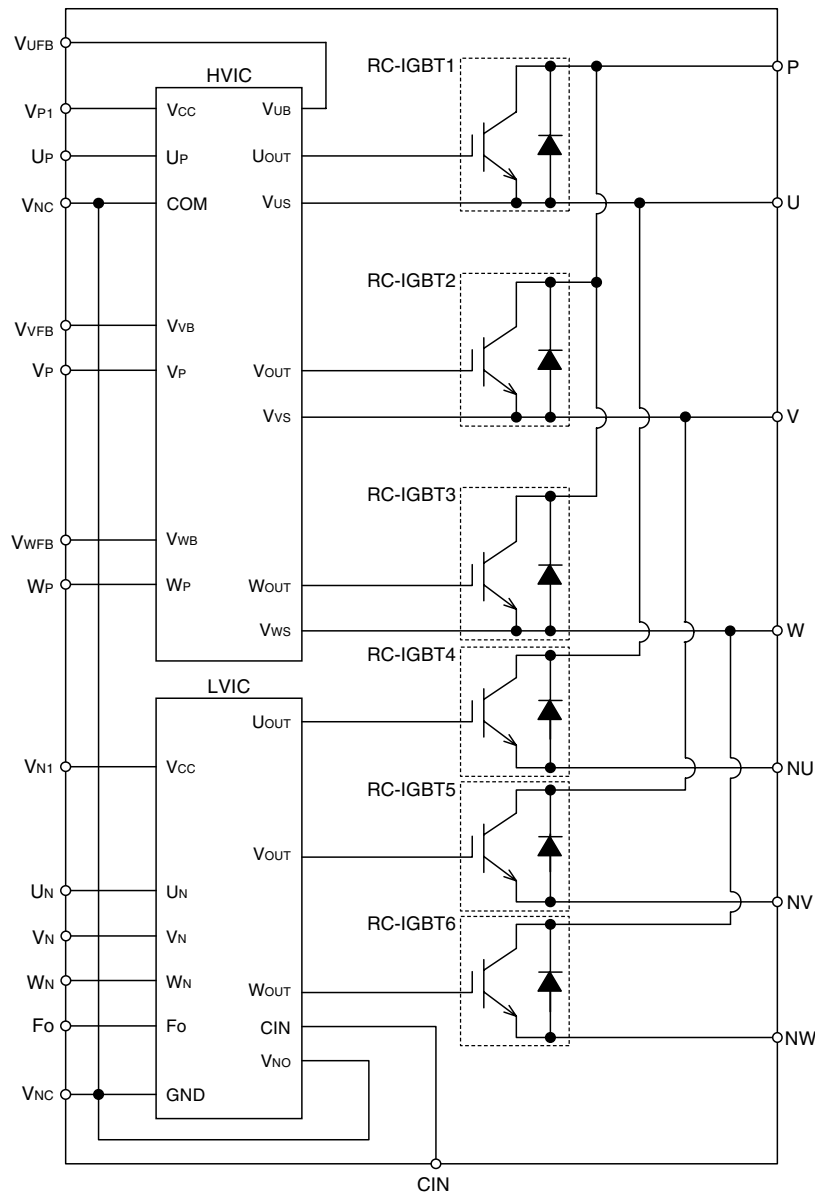 VUFB
HVIC
RC-IGBT1
P
VP1
VCC
VUB
UP
UP
UOUT
VNC
COM
VUS
U
RC-IGBT2
VVFB
VVB
VP
VP
VOUT
VVS
V
RC-IGBT3
VWFB
VWB
WP
WP
WOUT
VWS
W
RC-IGBT4
LVIC
UOUT
VN1
VCC
NU
RC-IGBT5
VOUT
UN
UN
NV
RC-IGBT6
VN
VN
WN
WN
WOUT
Fo
Fo
CIN
NW
VNO
VNC
GND
CIN